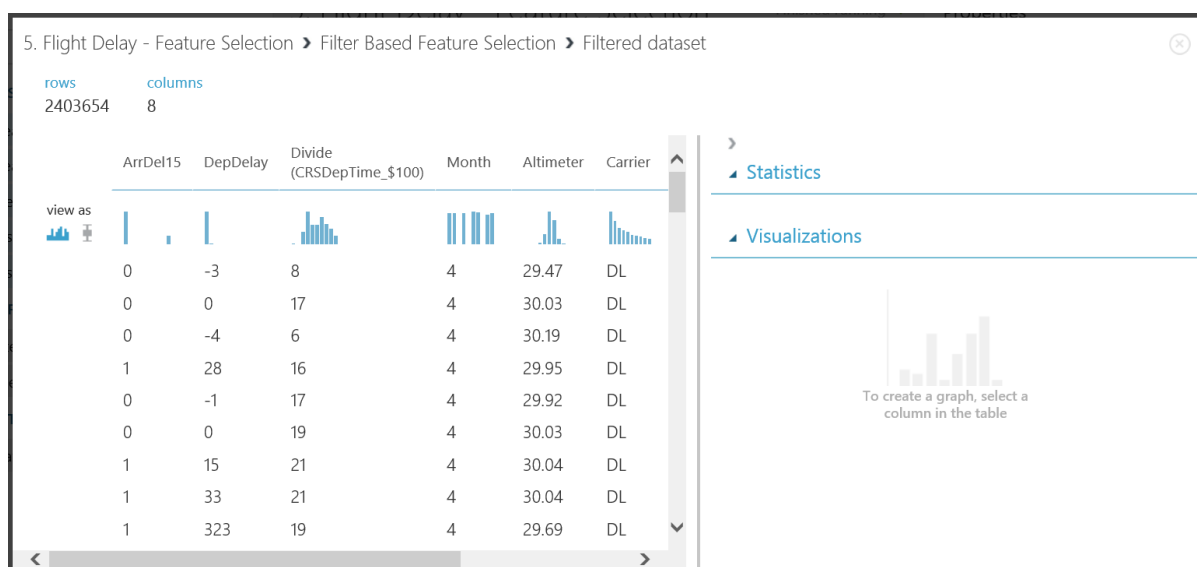 5. Flight Delay - Feature Selection › Filter Based Feature Selection › Filtered dataset
rows columns
2403654 8
ArrDel15 DepDelay Divide (CRSDepTime_$100) Month Altimeter Carrier
view as
0 -3 8 4 29.47 DL
0 0 17 4 30.03 DL
0 -4 6 4 30.19 DL
1 28 16 4 29.95 DL
0 -1 17 4 29.92 DL
0 0 19 4 30.03 DL
1 15 21 4 30.04 DL
1 33 21 4 30.04 DL
1 323 19 4 29.69 DL
Statistics
Visualizations
To create a graph, select a
column in the table